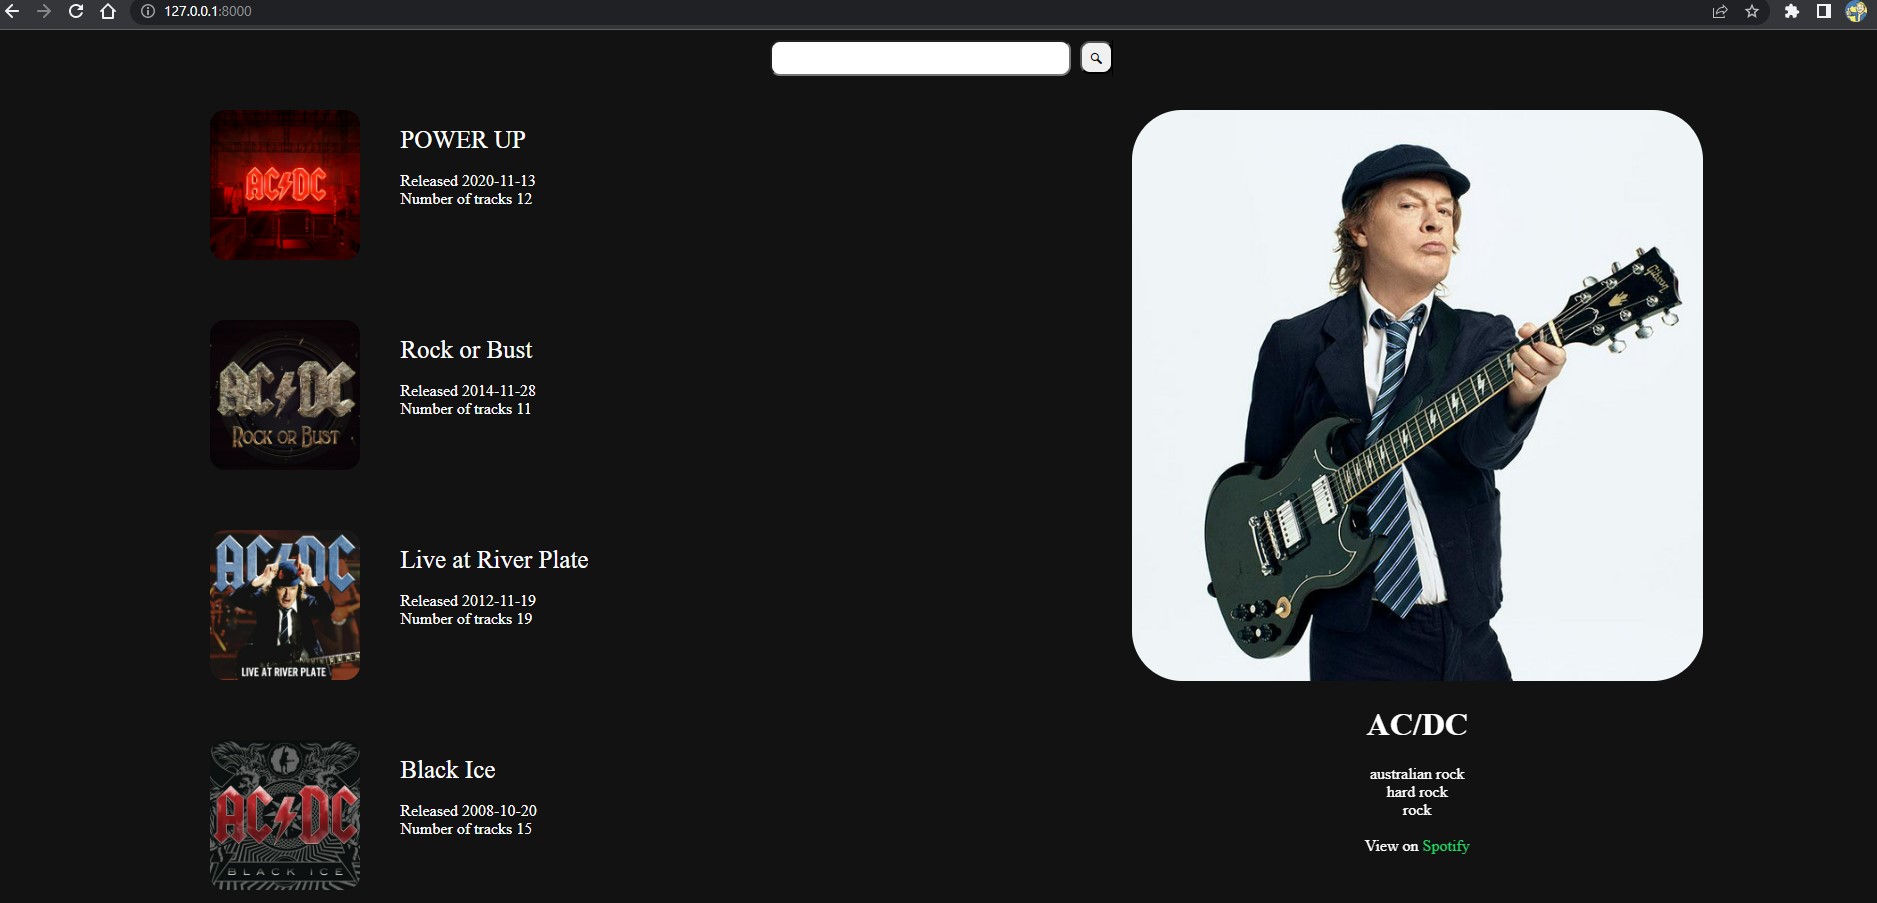 127.0.0.1:8000
AC/DC
POWER UP
Released 2020-11-13
Number of tracks 12
AC/DC
ROCK OR BUST
Rock or Bust
Released 2014-11-28
Number of tracks 11
AC/DC
LIVE AT RIVER PLATE
Live at River Plate
Released 2012-11-19
Number of tracks 19
AC/DC
BLACK ICE
Black Ice
Released 2008-10-20
Number of tracks 15
Gibson
AC/DC
australian rock
hard rock
rock
View on Spotify